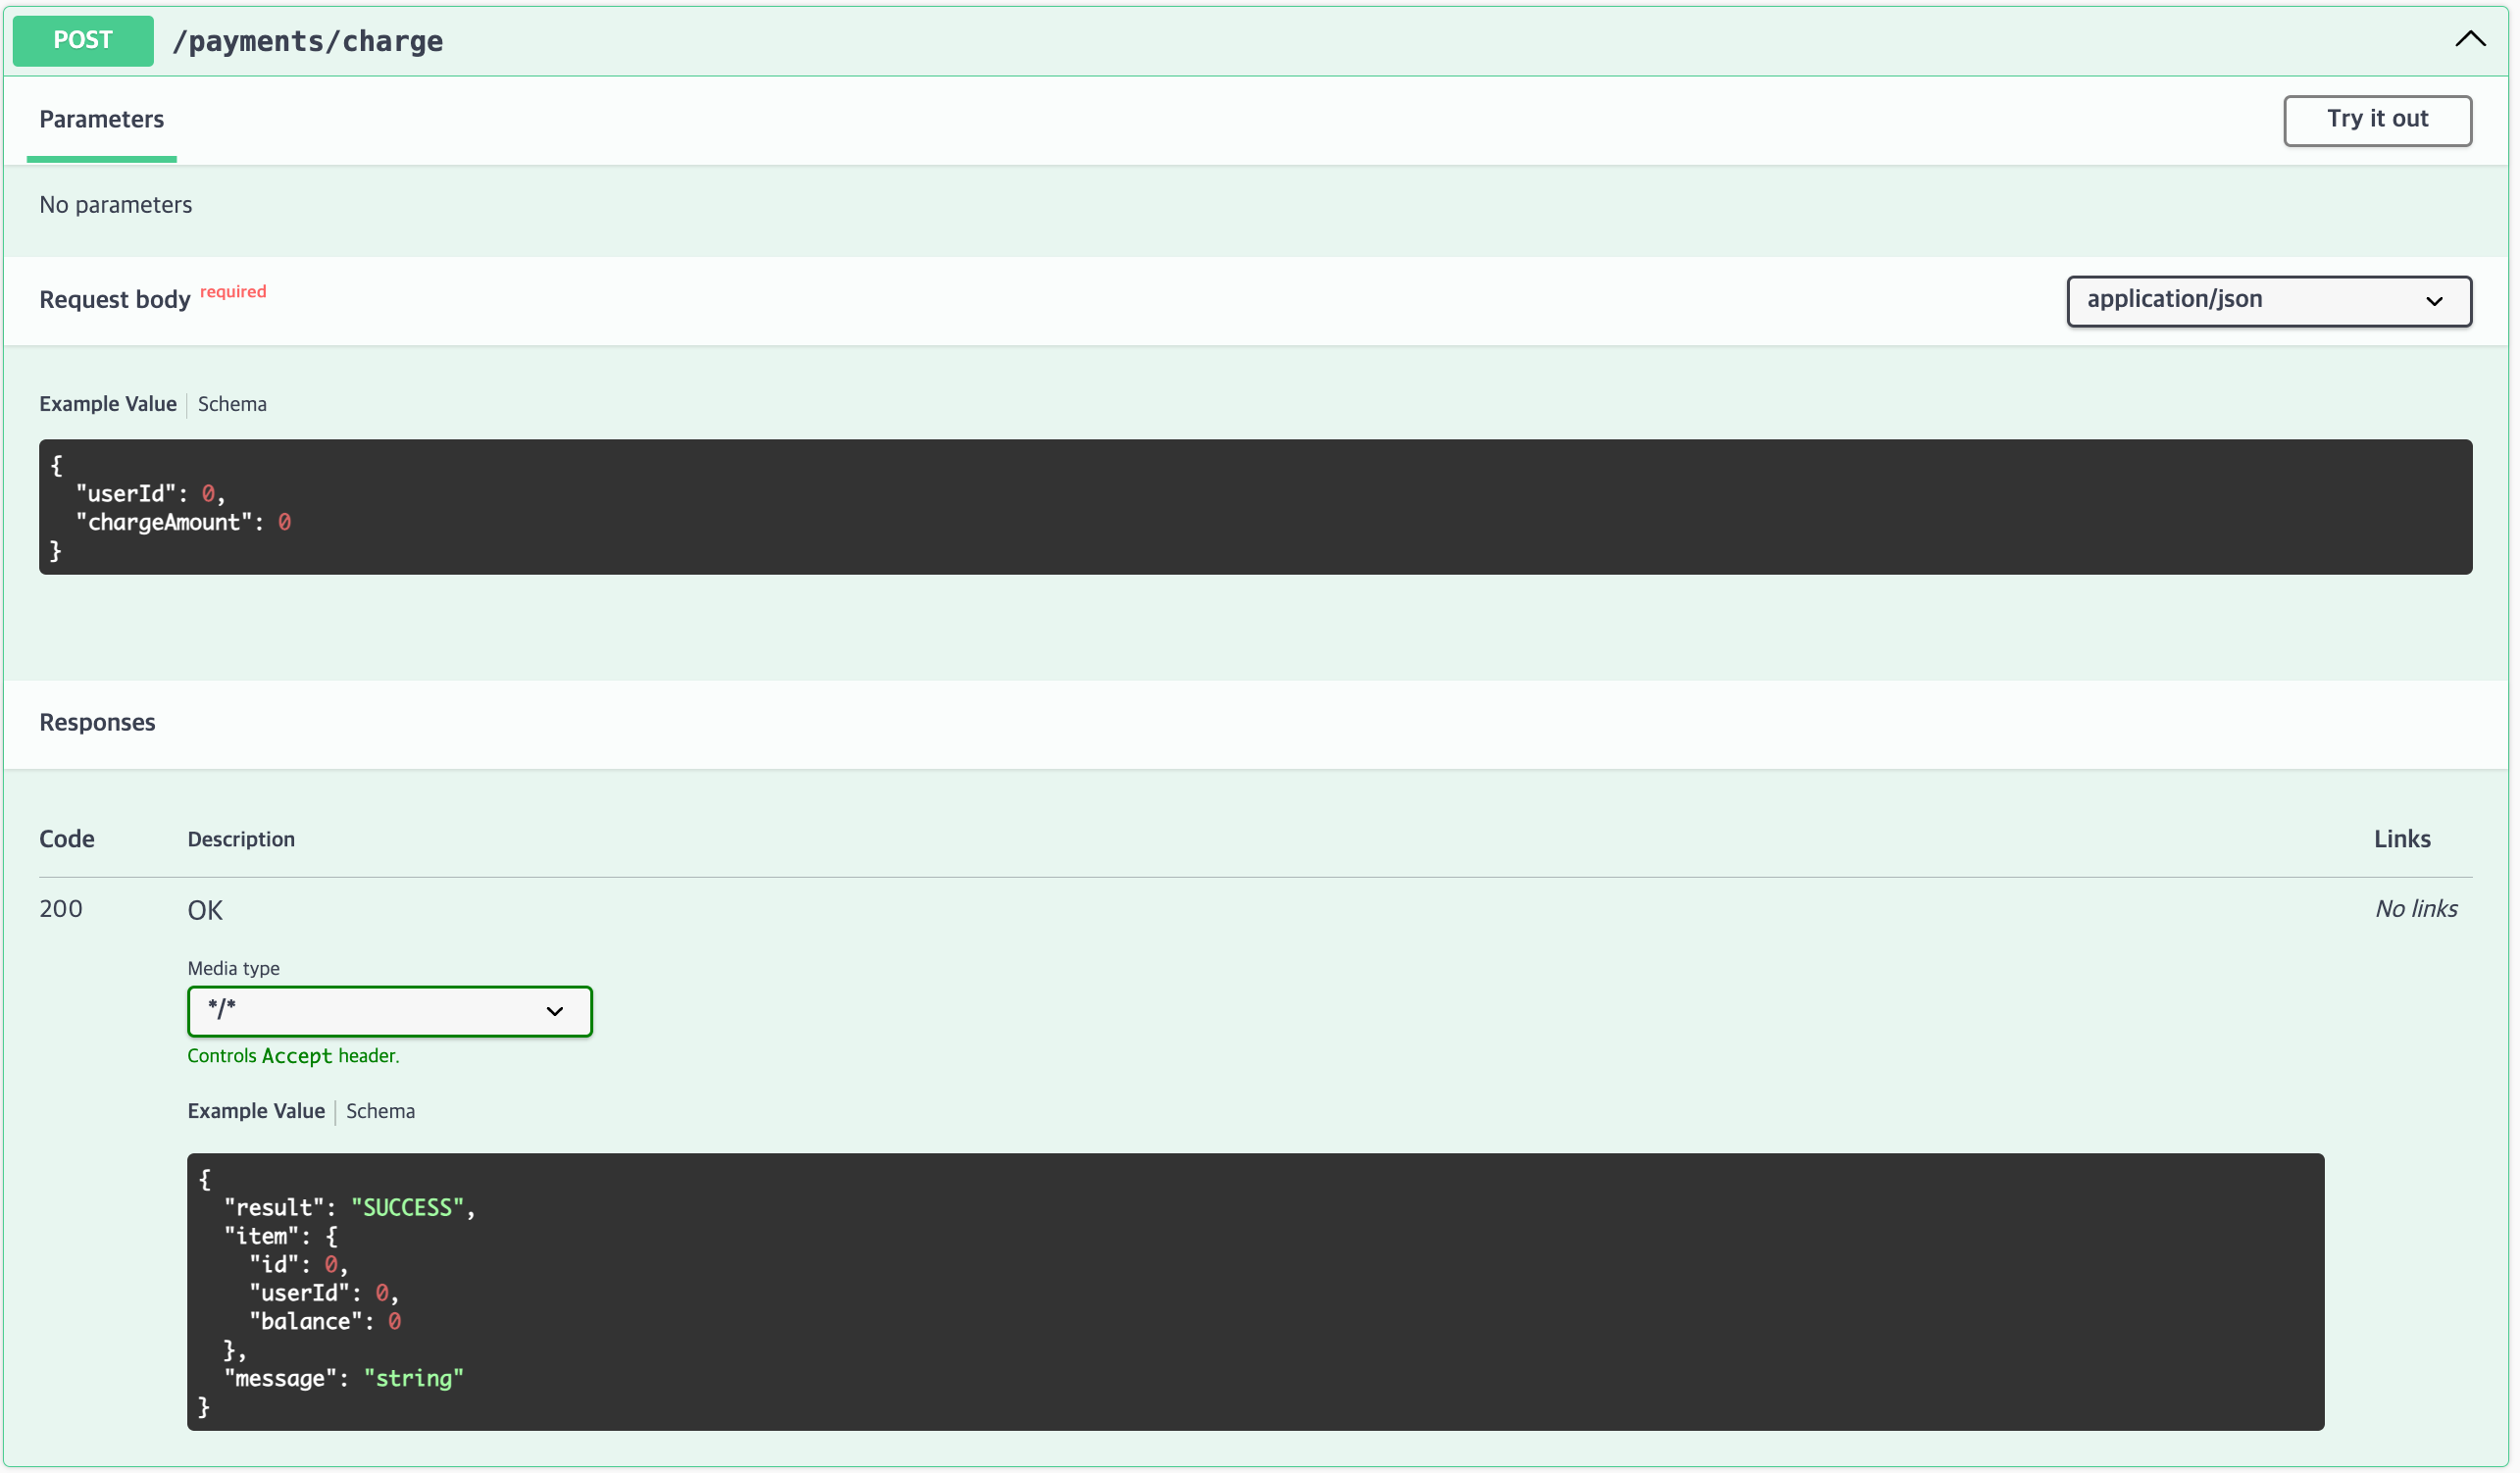 POST /payments/charge
Parameters
Try it out
No parameters
Request body required
application/json
Example Value Schema
{
  "userId": 0,
  "chargeAmount": 0
}
Responses
Code Description Links
200 OK No links
Media type
*/*
Controls Accept header.
Example Value Schema
{
  "result": "SUCCESS",
  "item": {
    "id": 0,
    "userId": 0,
    "balance": 0
  },
  "message": "string"
}